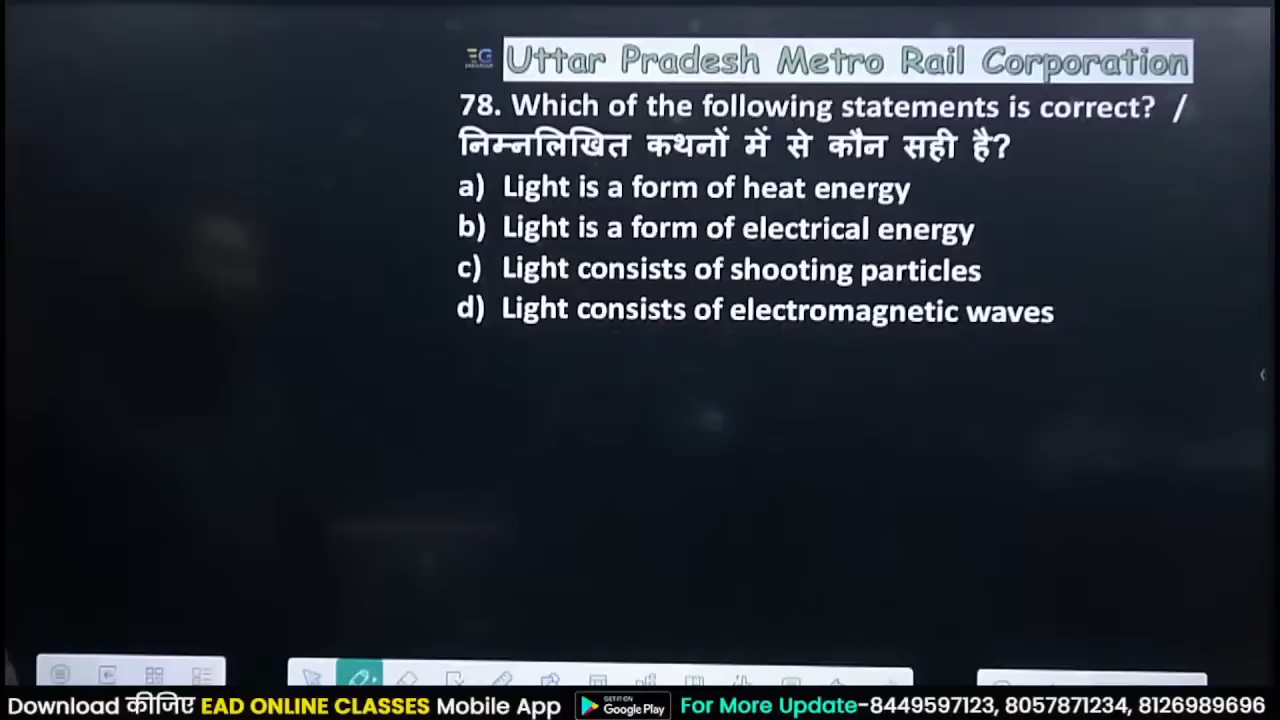 EG Uttar Pradesh Metro Rail Corporation
78. Which of the following statements is correct? /
निम्नलिखित कथनों में से कौन सही है?
a) Light is a form of heat energy
b) Light is a form of electrical energy
c) Light consists of shooting particles
d) Light consists of electromagnetic waves
Download कीजिए EAD ONLINE CLASSES Mobile App GET IT ON Google Play For More Update-8449597123, 8057871234, 8126989696